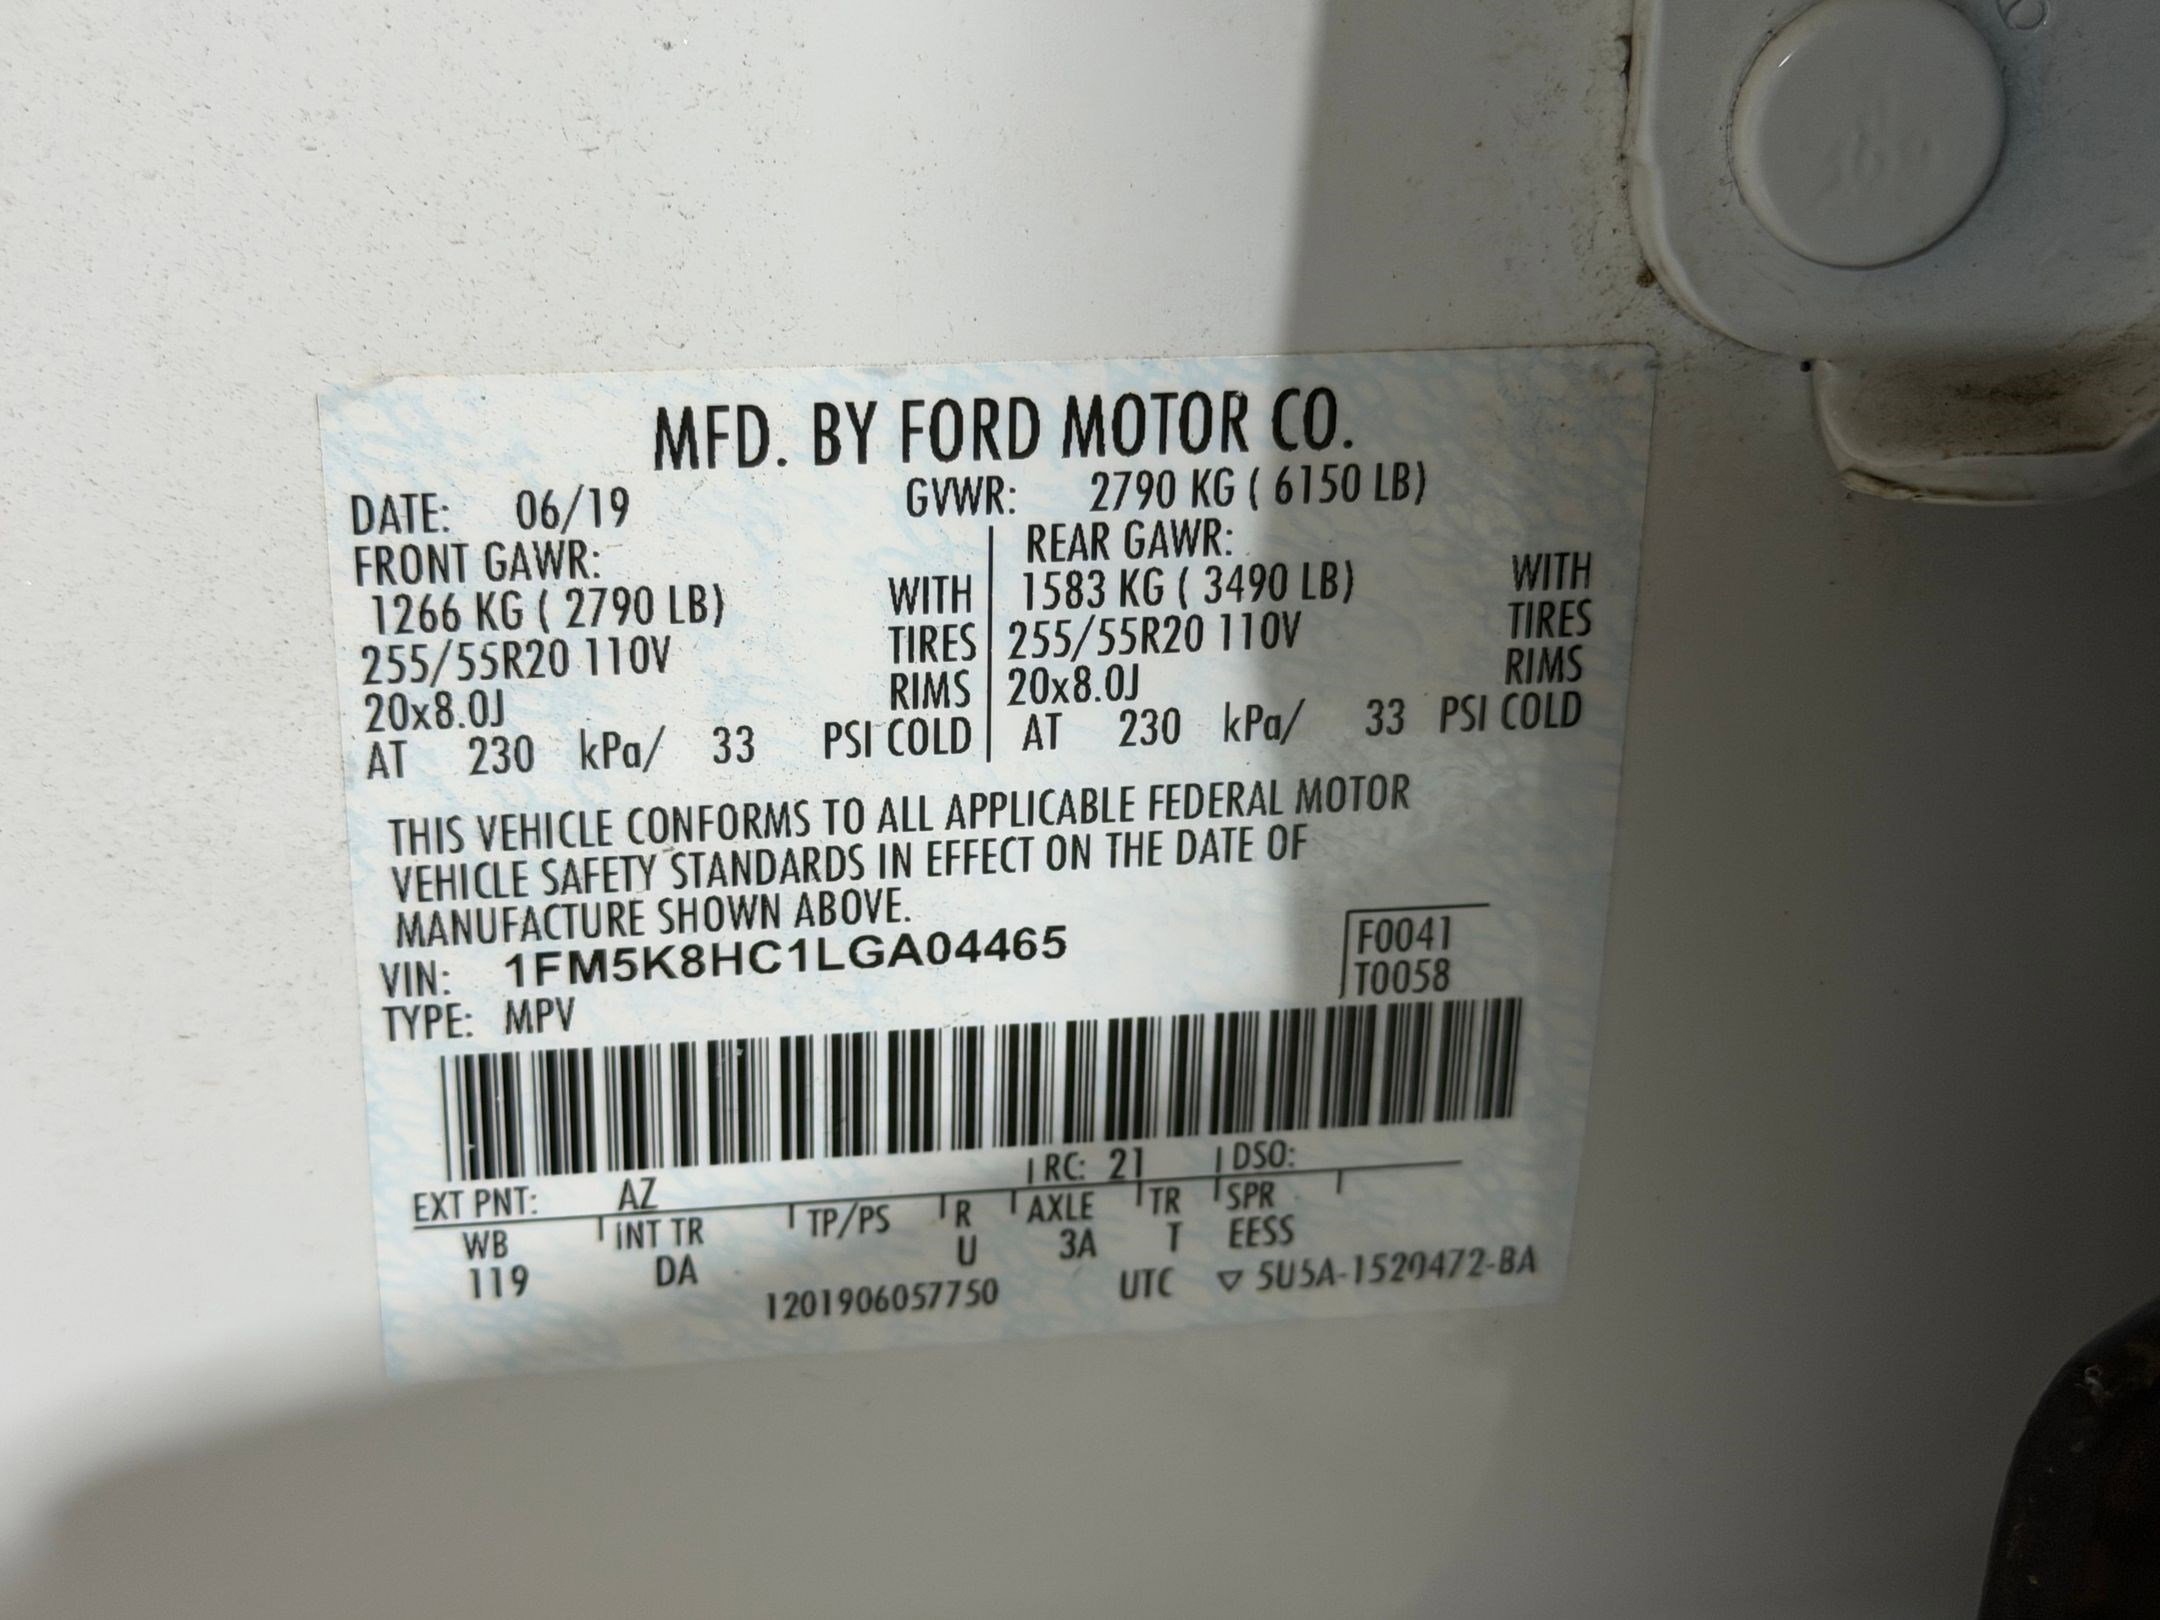 MFD. BY FORD MOTOR CO.
DATE: 06/19 GVWR: 2790 KG ( 6150 LB)
FRONT GAWR: REAR GAWR:
1266 KG ( 2790 LB) WITH 1583 KG ( 3490 LB) WITH
255/55R20 110V TIRES 255/55R20 110V TIRES
20x8.0J RIMS 20x8.0J RIMS
AT 230 kPa/ 33 PSI COLD AT 230 kPa/ 33 PSI COLD
THIS VEHICLE CONFORMS TO ALL APPLICABLE FEDERAL MOTOR
VEHICLE SAFETY STANDARDS IN EFFECT ON THE DATE OF
MANUFACTURE SHOWN ABOVE.
VIN: 1FM5K8HC1LGA04465 F0041
TYPE: MPV T0058
EXT PNT: AZ RC: 21 DSO:
WB INT TR TP/PS R AXLE TR SPR
119 DA U 3A T EESS
1201906057750 UTC ▽ 5U5A-1520472-BA